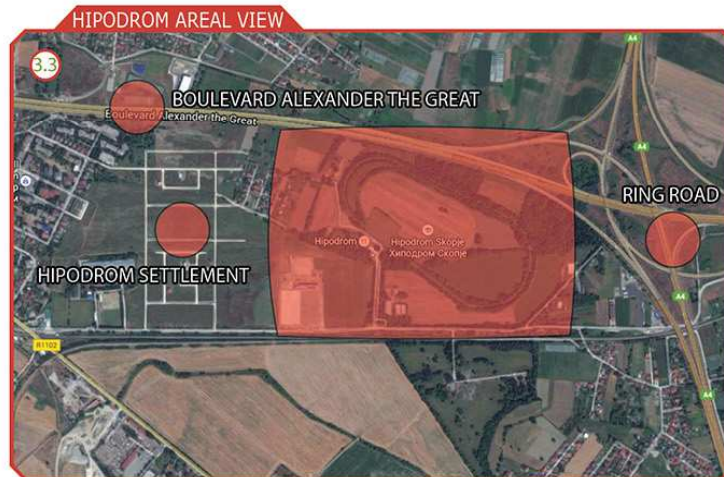 HIPODROM AREAL VIEW
3.3
BOULEVARD ALEXANDER THE GREAT
Boulevard Alexander the Great
RING ROAD
HIPODROM SETTLEMENT
Hipodrom
Hipodrom Skopje
Хиподром Скопје
R1102
A4
A4
A4
A4